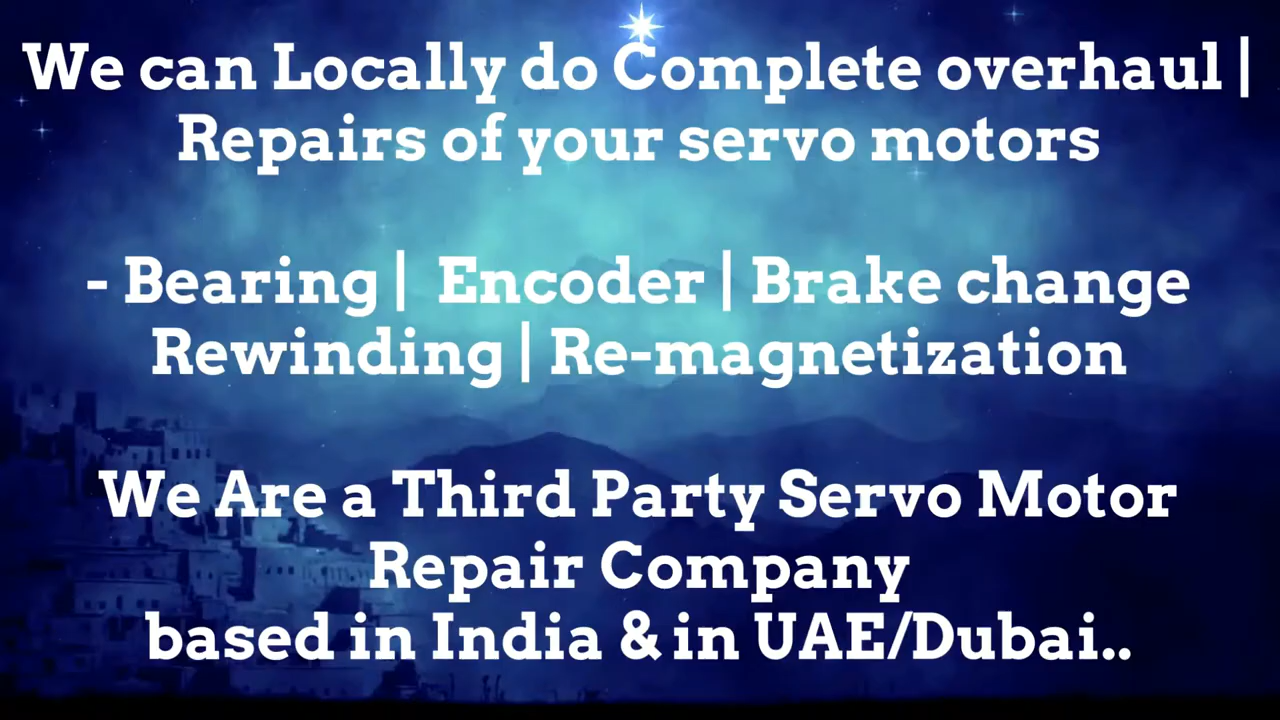 We can Locally do Complete overhaul |
Repairs of your servo motors
- Bearing | Encoder | Brake change
Rewinding | Re-magnetization
We Are a Third Party Servo Motor
Repair Company
based in India & in UAE/Dubai..